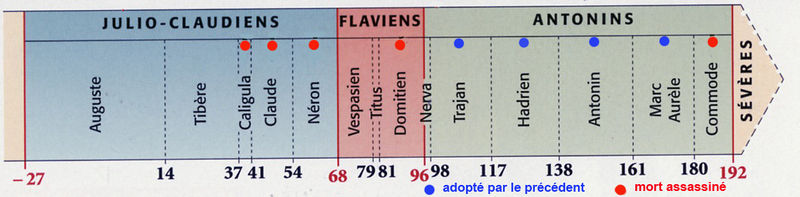 JULIO-CLAUDIENS FLAVIENS ANTONINS
Auguste
Tibère
Caligula
Claude
Néron
Vespasien
Titus
Domitien
Nerva
Trajan
Hadrien
Antonin
Marc
Aurèle
Commode
SÉVÈRES
–27 14 37 41 54 68 79 81 96 98 117 138 161 180 192
adopté par le précédent mort assassiné